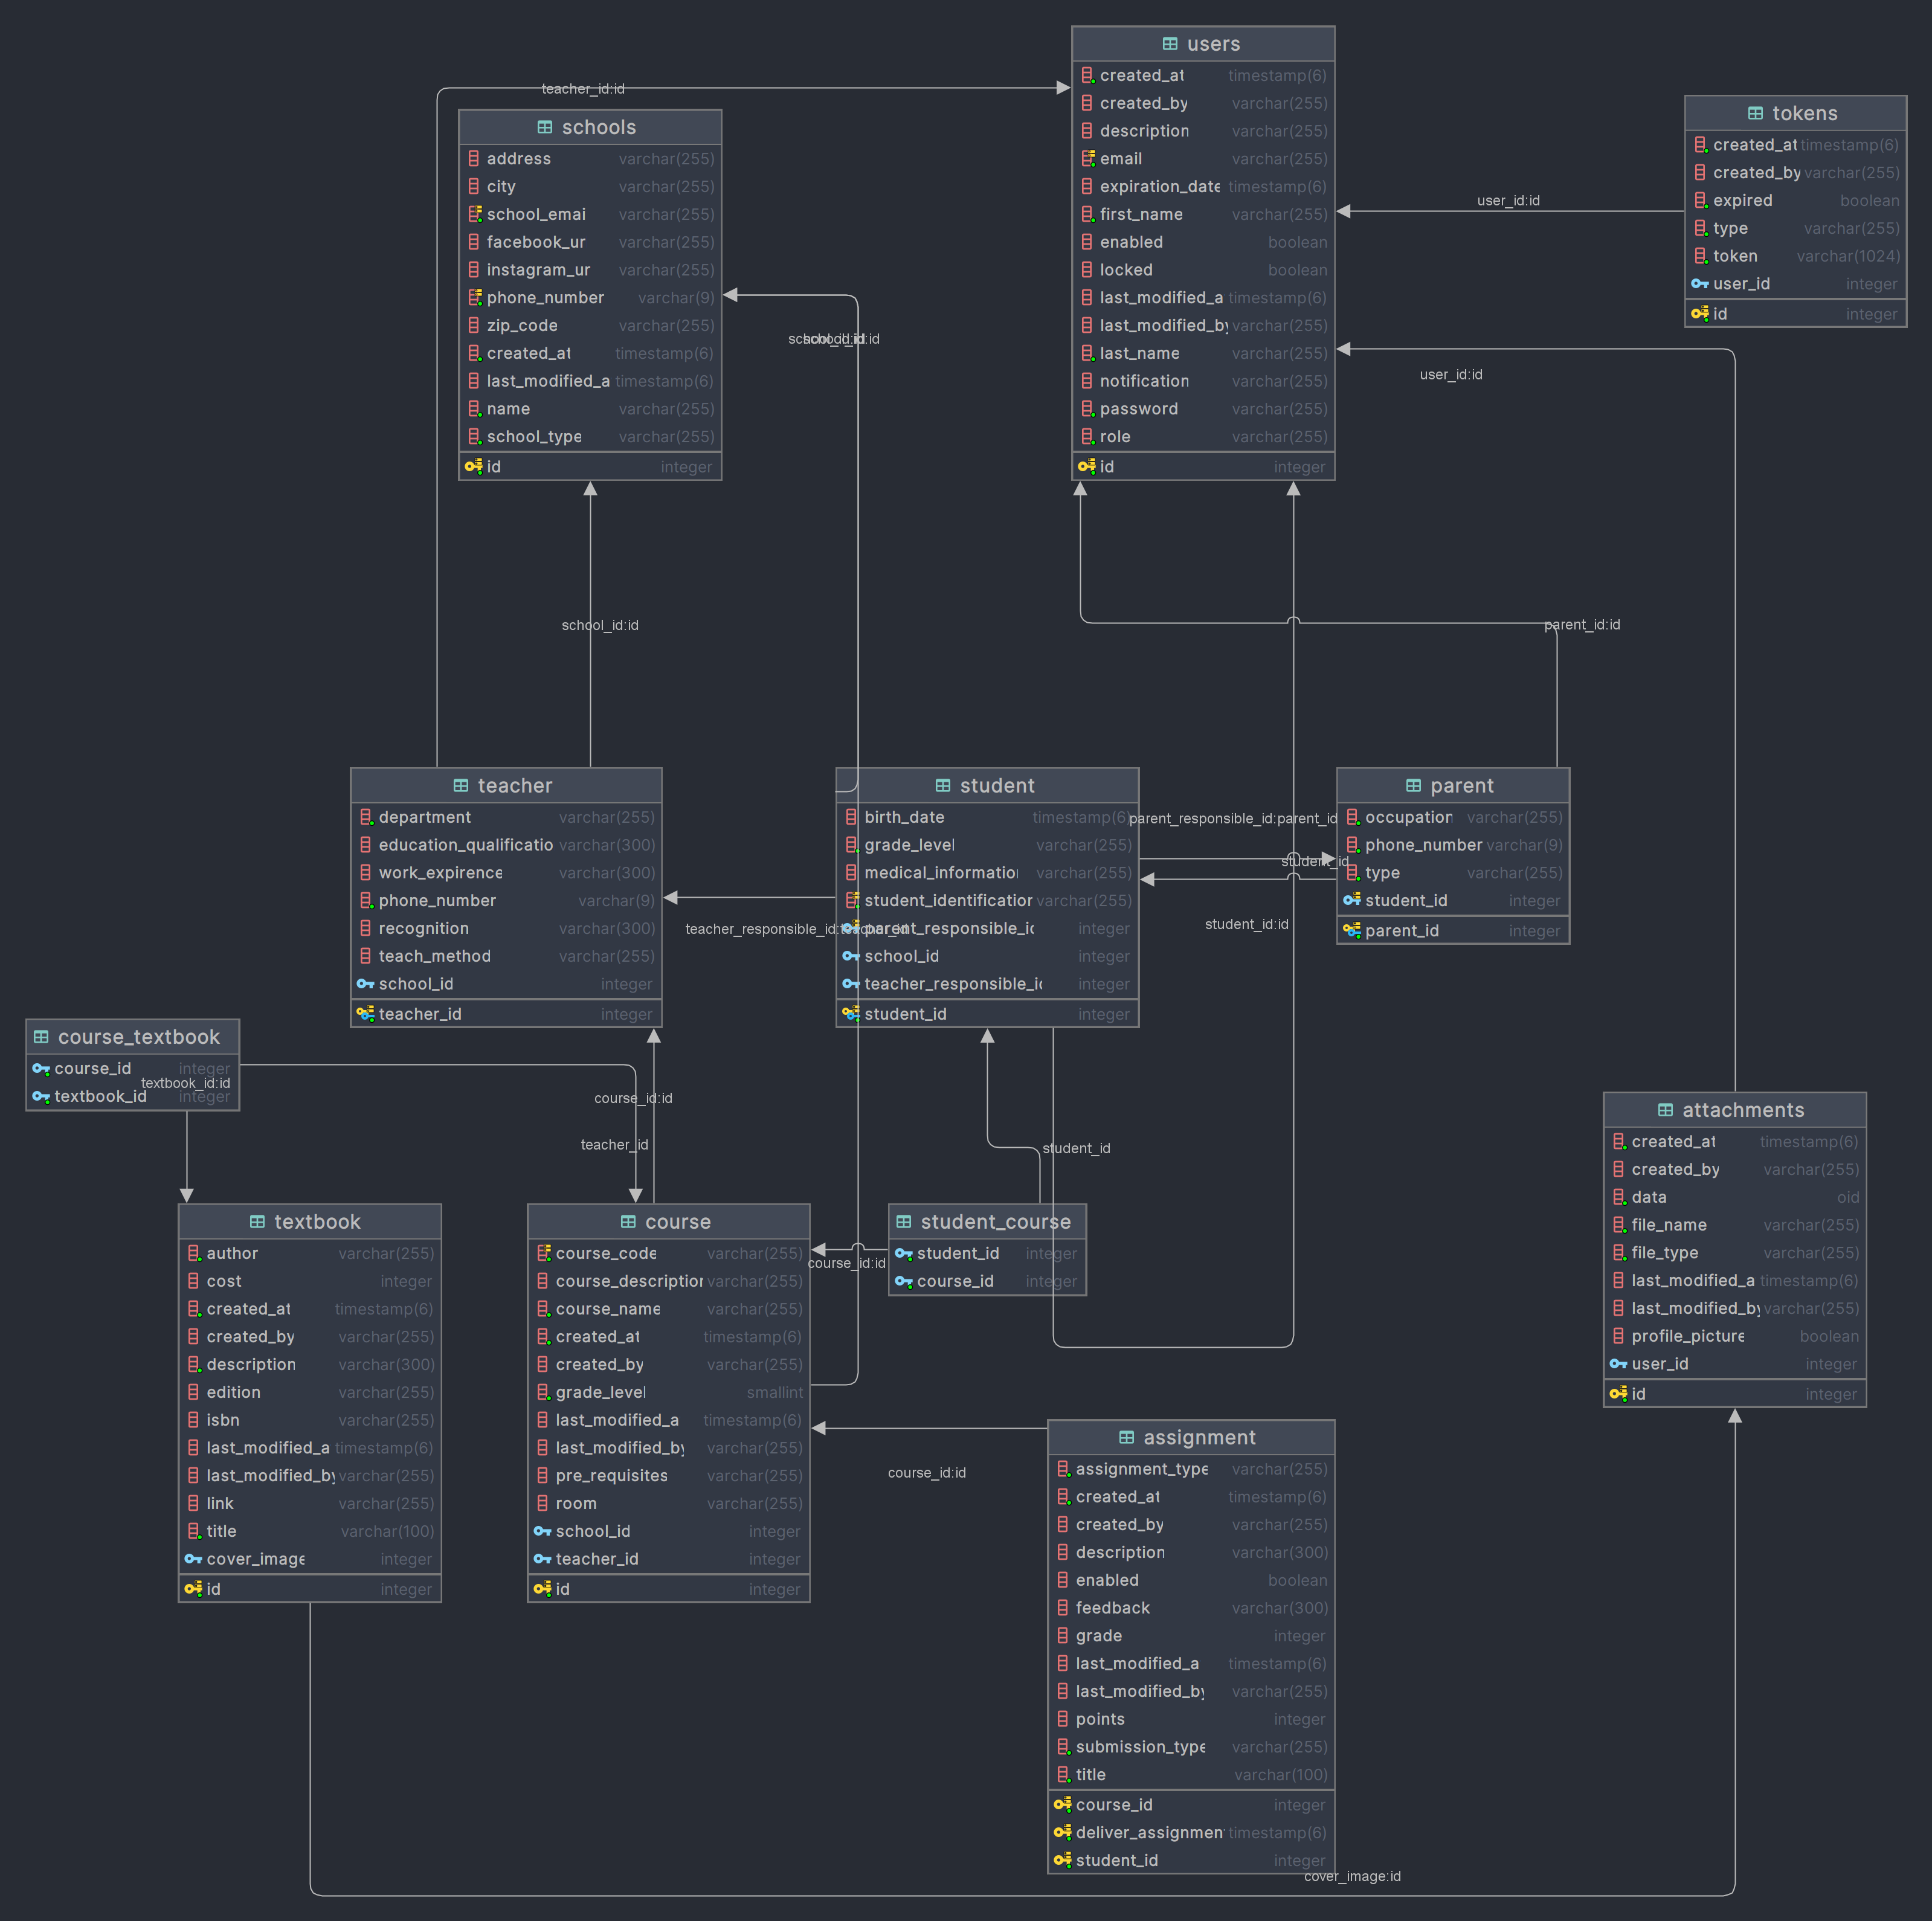 users
created_at timestamp(6)
created_by varchar(255)
description varchar(255)
email varchar(255)
expiration_date timestamp(6)
first_name varchar(255)
enabled boolean
locked boolean
last_modified_a timestamp(6)
last_modified_by varchar(255)
last_name varchar(255)
notification varchar(255)
password varchar(255)
role varchar(255)
id integer
teacher_id:id
schools
address varchar(255)
city varchar(255)
school_emai varchar(255)
facebook_ur varchar(255)
instagram_ur varchar(255)
phone_number varchar(9)
zip_code varchar(255)
created_at timestamp(6)
last_modified_a timestamp(6)
name varchar(255)
school_type varchar(255)
id integer
tokens
created_at timestamp(6)
created_by varchar(255)
expired boolean
type varchar(255)
token varchar(1024)
user_id integer
id integer
user_id:id
user_id:id
school_id:id
parent_id:id
teacher
department varchar(255)
education_qualificatio varchar(300)
work_expirence varchar(300)
phone_number varchar(9)
recognition varchar(300)
teach_method varchar(255)
school_id integer
teacher_id integer
student
birth_date timestamp(6)
grade_level varchar(255)
medical_informatio varchar(255)
student_identification varchar(255)
parent_responsible_id integer
school_id integer
teacher_responsible_id integer
student_id integer
parent_responsible_id:parent_id
student_id
student_id:id
parent
occupation varchar(255)
phone_number varchar(9)
type varchar(255)
student_id integer
parent_id integer
course_textbook
course_id integer
textbook_id integer
textbook_id:id
course_id:id
teacher_id
student_id
textbook
author varchar(255)
cost integer
created_at timestamp(6)
created_by varchar(255)
description varchar(300)
edition varchar(255)
isbn varchar(255)
last_modified_a timestamp(6)
last_modified_by varchar(255)
link varchar(255)
title varchar(100)
cover_image integer
id integer
course
course_code varchar(255)
course_description varchar(255)
course_name varchar(255)
created_at timestamp(6)
created_by varchar(255)
grade_level smallint
last_modified_a timestamp(6)
last_modified_by varchar(255)
pre_requisites varchar(255)
room varchar(255)
school_id integer
teacher_id integer
id integer
student_course
student_id integer
course_id integer
course_id:id
attachments
created_at timestamp(6)
created_by varchar(255)
data oid
file_name varchar(255)
file_type varchar(255)
last_modified_a timestamp(6)
last_modified_by varchar(255)
profile_picture boolean
user_id integer
id integer
course_id:id
assignment
assignment_type varchar(255)
created_at timestamp(6)
created_by varchar(255)
description varchar(300)
enabled boolean
feedback varchar(300)
grade integer
last_modified_a timestamp(6)
last_modified_by varchar(255)
points integer
submission_type varchar(255)
title varchar(100)
course_id integer
deliver_assignmen timestamp(6)
student_id integer
cover_image:id